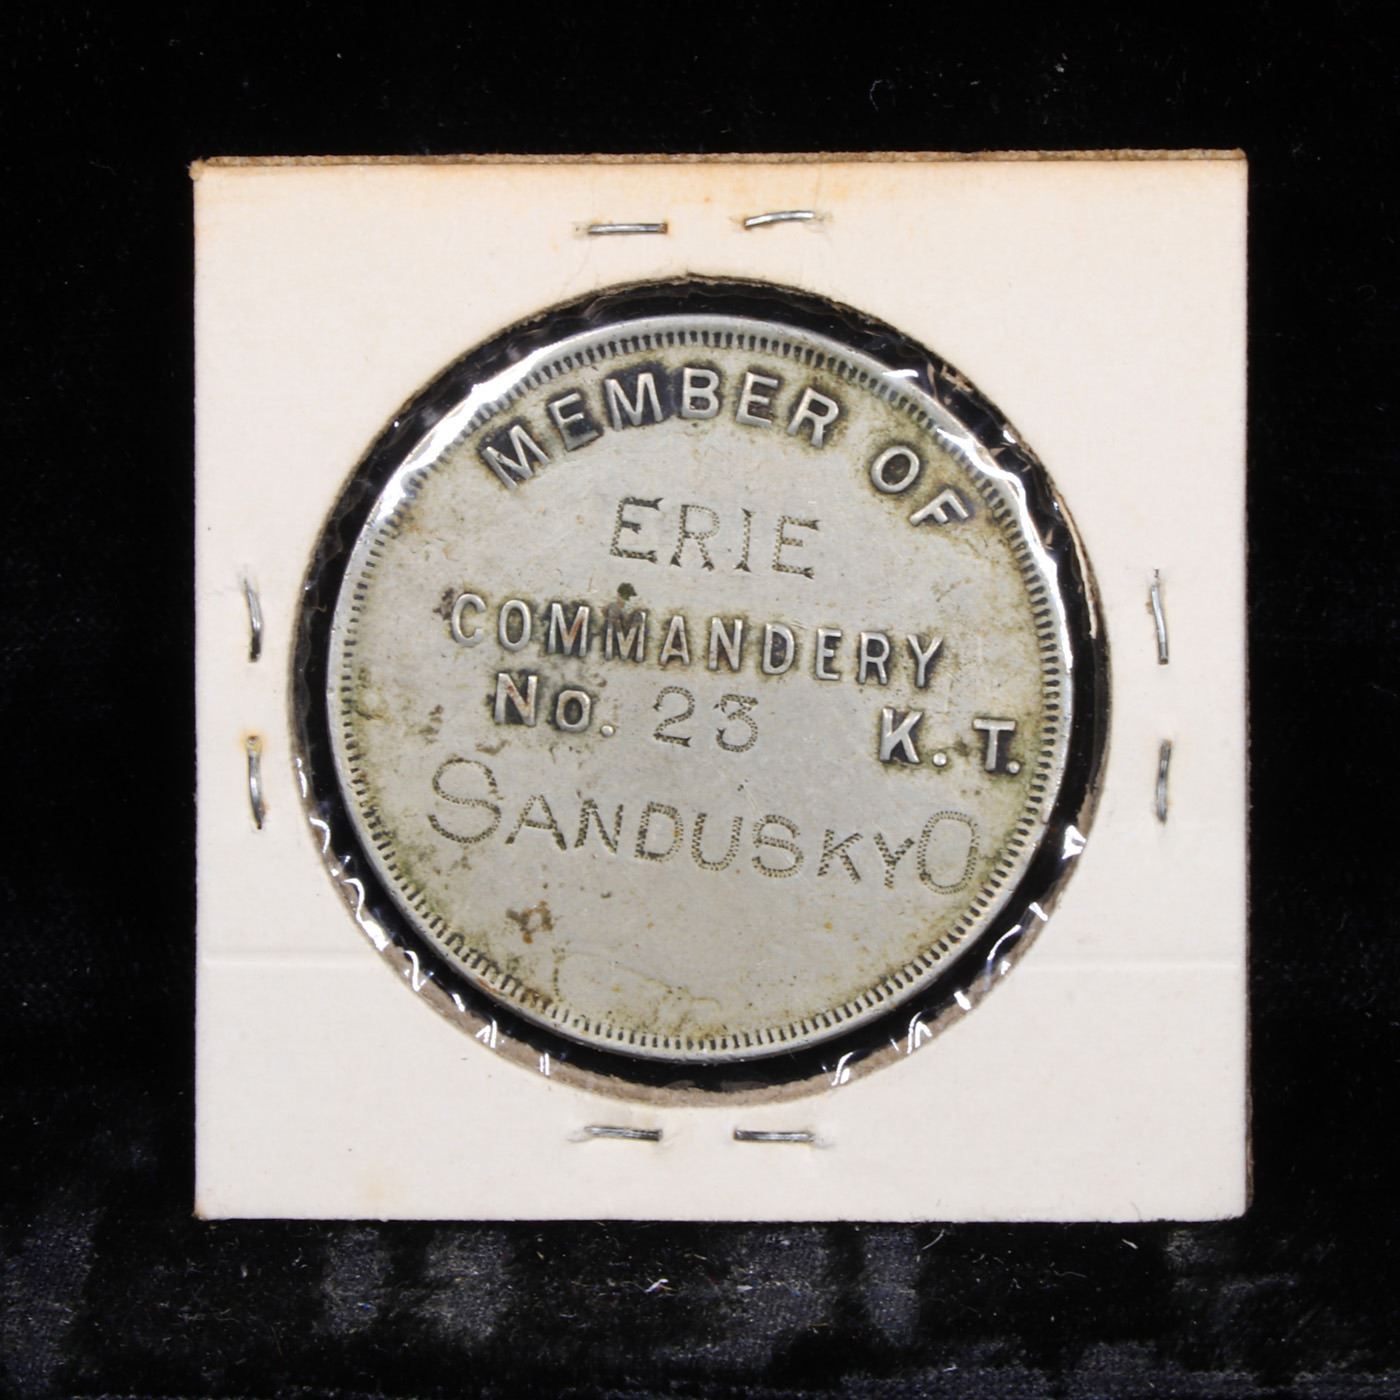 MEMBER OF
ERIE
COMMANDERY
No. 23 K.T.
SANDUSKY O